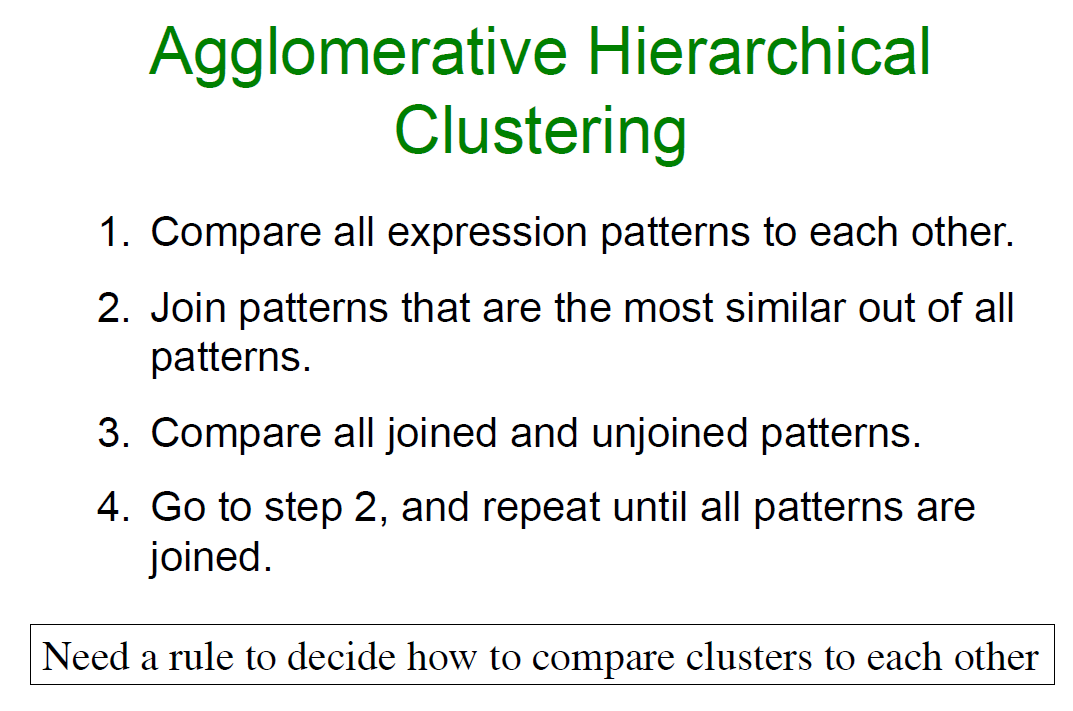 Agglomerative Hierarchical
Clustering
1. Compare all expression patterns to each other.
2. Join patterns that are the most similar out of all
patterns.
3. Compare all joined and unjoined patterns.
4. Go to step 2, and repeat until all patterns are
joined.
Need a rule to decide how to compare clusters to each other